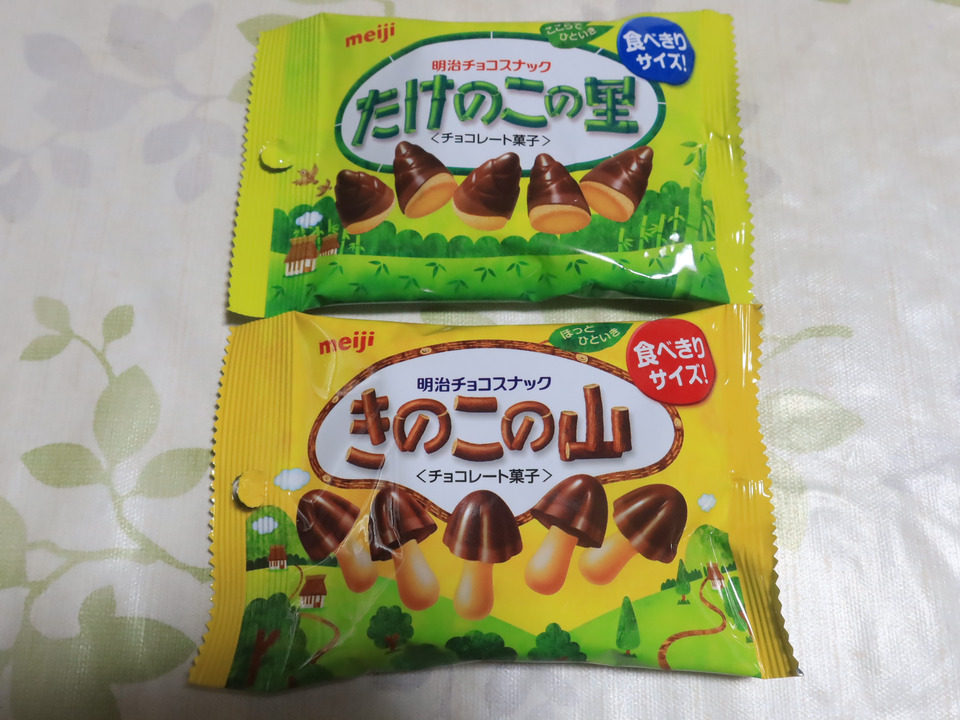 meiji
ここらで
ひといき
食べきり
サイズ!
明治チョコスナック
たけのこの里
<チョコレート菓子>
meiji
ほっと
ひといき
食べきり
サイズ!
明治チョコスナック
きのこの山
<チョコレート菓子>